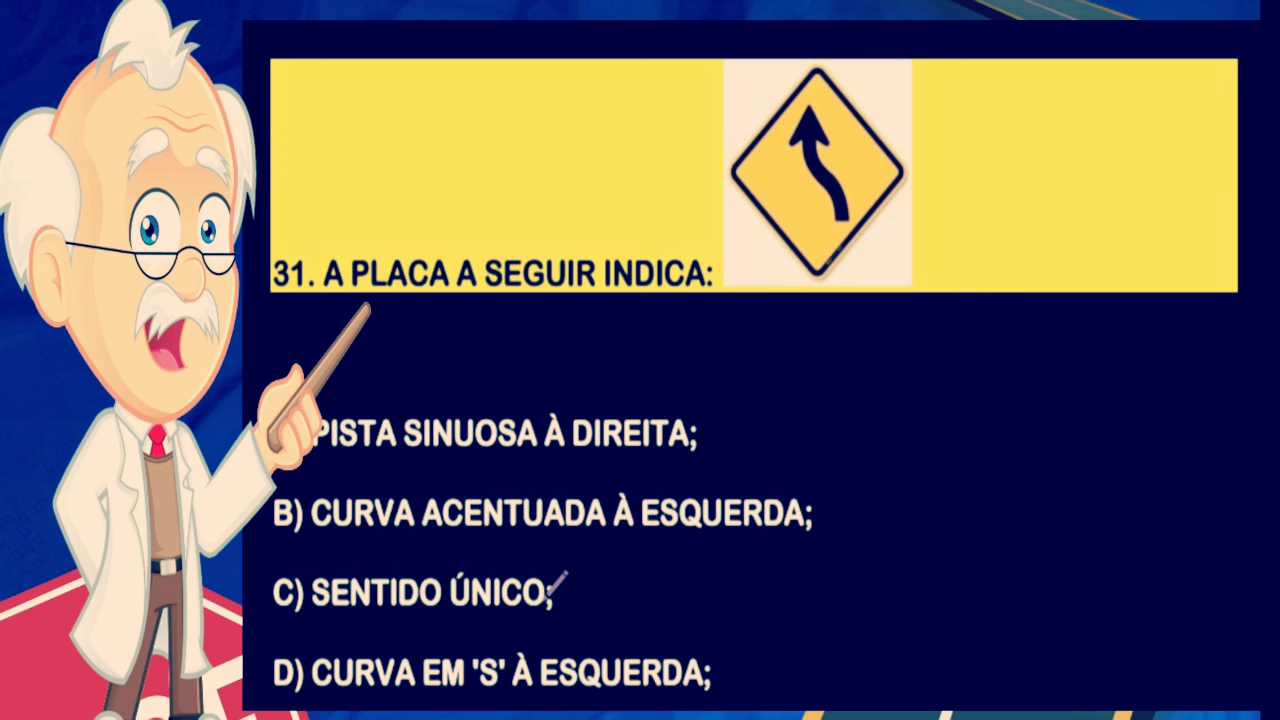 31. A PLACA A SEGUIR INDICA:
PISTA SINUOSA À DIREITA;
B) CURVA ACENTUADA À ESQUERDA;
C) SENTIDO ÚNICO;
D) CURVA EM 'S' À ESQUERDA;